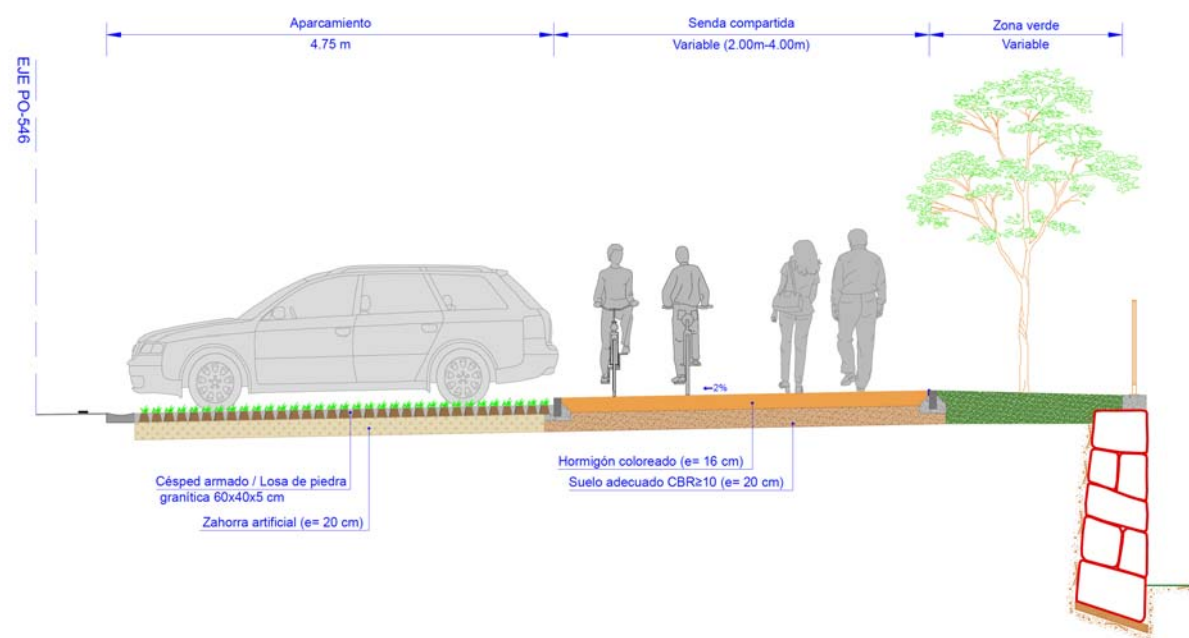 Aparcamiento
4.75 m
Senda compartida
Variable (2.00m-4.00m)
Zona verde
Variable
EJE PO-546
←2%
Hormigón coloreado (e= 16 cm)
Suelo adecuado CBR≥10 (e= 20 cm)
Césped armado / Losa de piedra
granítica 60x40x5 cm
Zahorra artificial (e= 20 cm)